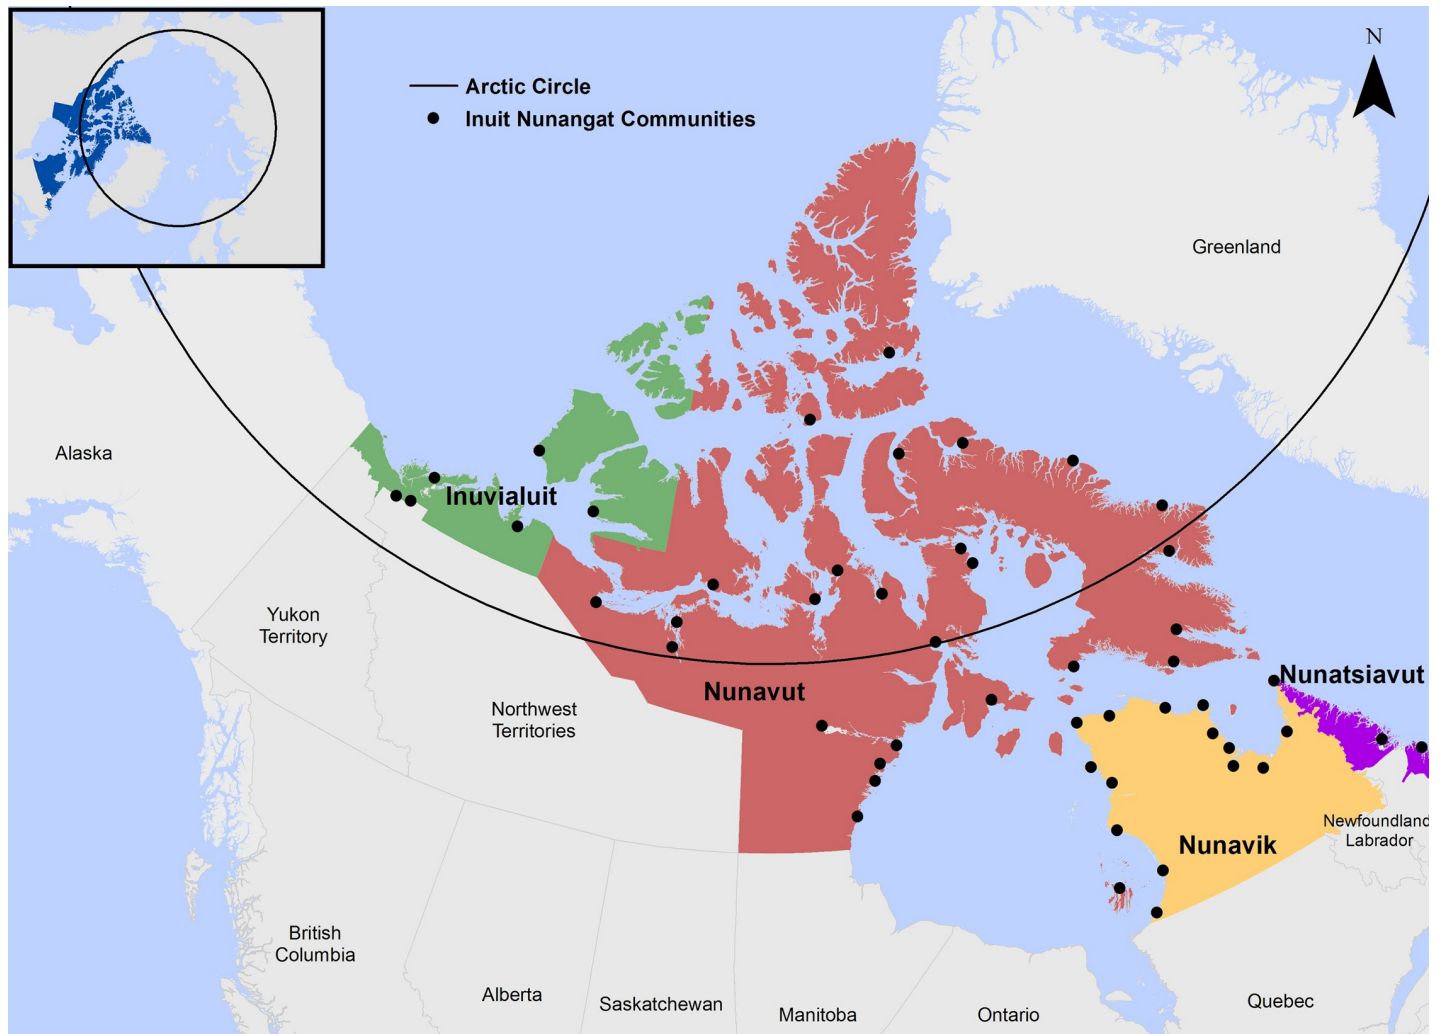 N
Arctic Circle
Inuit Nunangat Communities
Greenland
Alaska
Inuvialuit
Yukon
Territory
Nunavut
Nunatsiavut
Northwest
Territories
Newfoundland
Labrador
Nunavik
British
Columbia
Alberta
Saskatchewan
Manitoba
Ontario
Quebec